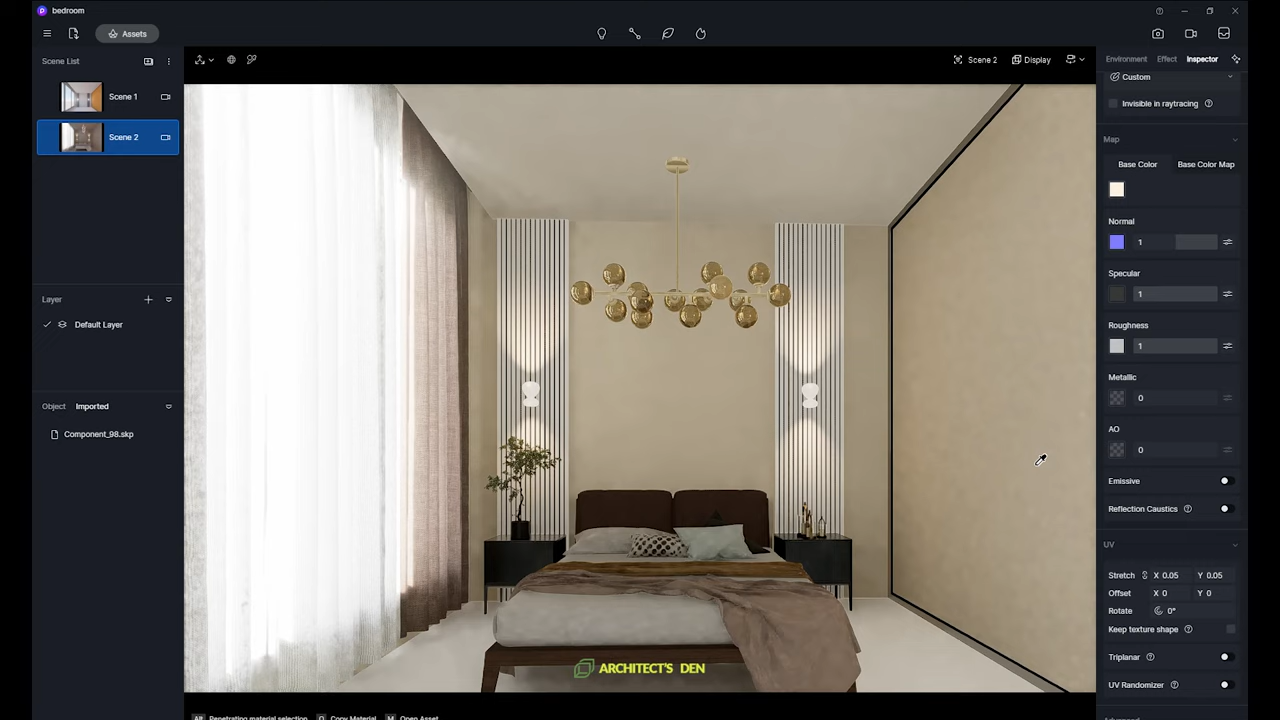 bedroom
Assets
Scene List
Scene 2
Display
Environment
Effect
Inspector
Custom
Scene 1
Invisible in raytracing
Scene 2
Map
Base Color
Base Color Map
Normal
1
Specular
1
Layer
Default Layer
Roughness
1
Metallic
0
Object
Imported
AO
0
Component_98.skp
Emissive
Reflection Caustics
UV
Stretch X 0.05 Y 0.05
Offset X 0 Y 0
Rotate 0°
Keep texture shape
Triplanar
UV Randomizer
ARCHITECT'S DEN
Alt Penetrating material selection Q Copy Material M Open Asset